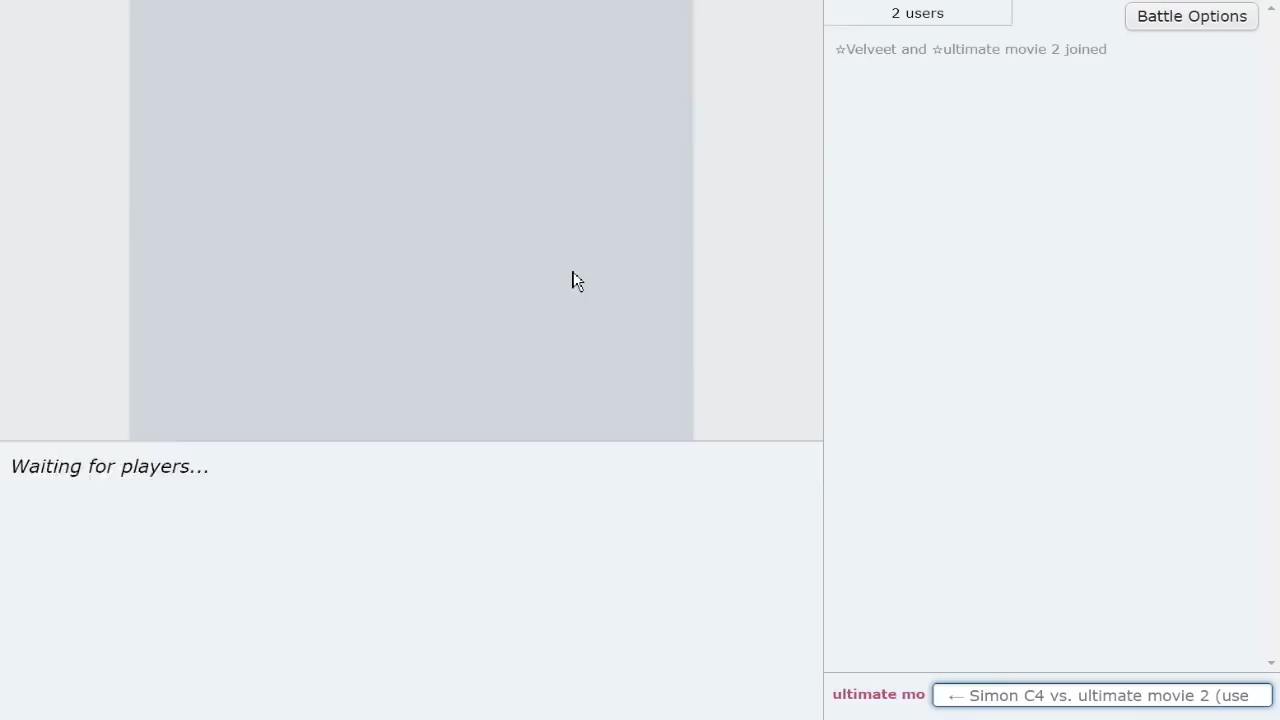 2 users
Battle Options
☆Velveet and ☆ultimate movie 2 joined
Waiting for players...
ultimate mo
← Simon C4 vs. ultimate movie 2 (use